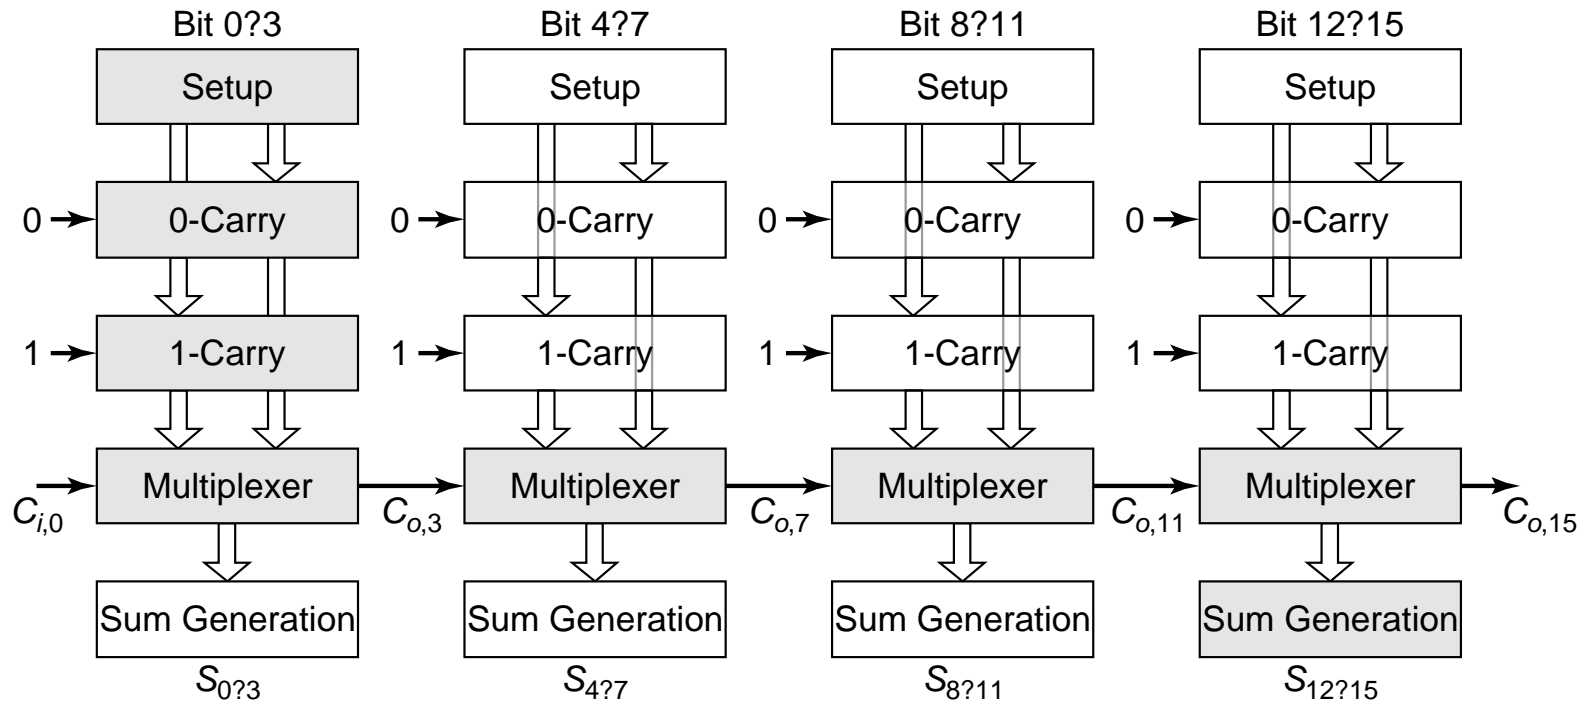 Bit 0?3 Bit 4?7 Bit 8?11 Bit 12?15
Setup Setup Setup Setup
0 0-Carry 0 0-Carry 0 0-Carry 0 0-Carry
1 1-Carry 1 1-Carry 1 1-Carry 1 1-Carry
Multiplexer Multiplexer Multiplexer Multiplexer
Ci,0 Co,3 Co,7 Co,11 Co,15
Sum Generation Sum Generation Sum Generation Sum Generation
S0?3 S4?7 S8?11 S12?15